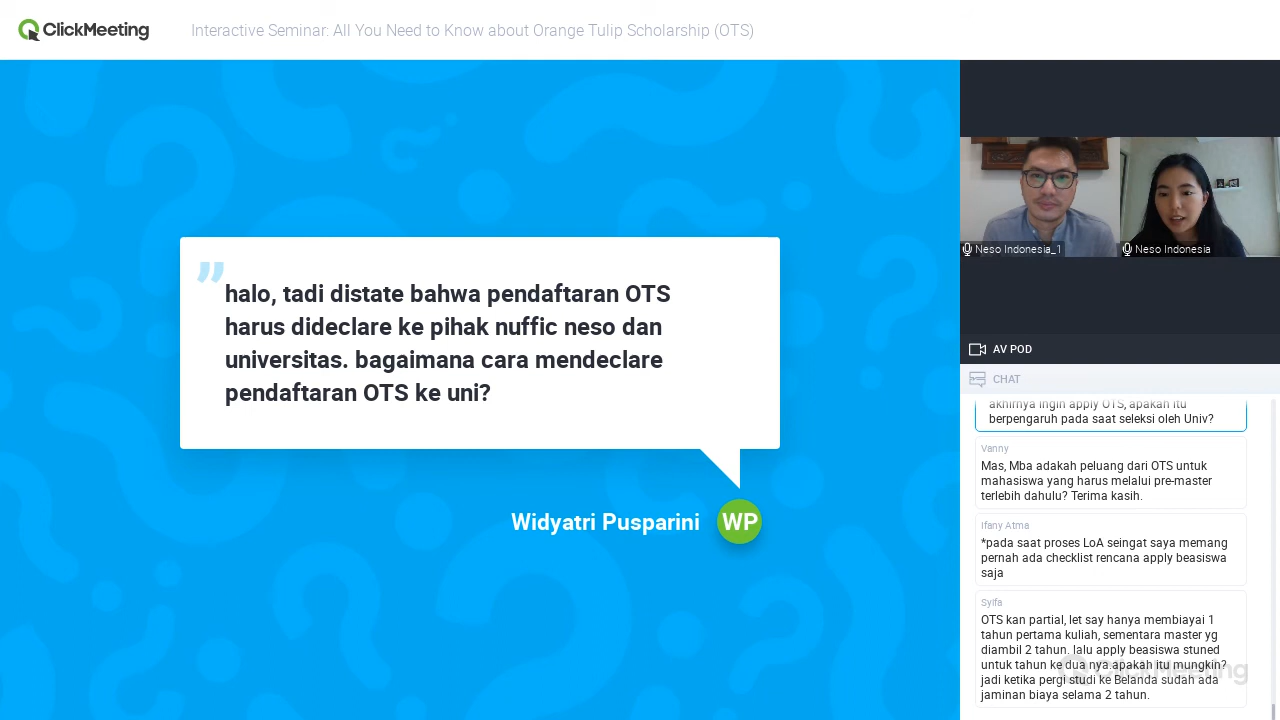 ClickMeeting
Interactive Seminar: All You Need to Know about Orange Tulip Scholarship (OTS)
halo, tadi distate bahwa pendaftaran OTS
harus dideclare ke pihak nuffic neso dan
universitas. bagaimana cara mendeclare
pendaftaran OTS ke uni?
Widyatri Pusparini
WP
Neso Indonesia_1
Neso Indonesia
AV POD
CHAT
akhirnya ingin apply OTS, apakah itu
berpengaruh pada saat seleksi oleh Univ?
Vanny
Mas, Mba adakah peluang dari OTS untuk
mahasiswa yang harus melalui pre-master
terlebih dahulu? Terima kasih.
Ifany Atma
*pada saat proses LoA seingat saya memang
pernah ada checklist rencana apply beasiswa
saja
Sylfa
OTS kan partial, let say hanya membiayai 1
tahun pertama kuliah, sementara master yg
diambil 2 tahun. lalu apply beasiswa stuned
untuk tahun ke dua nya apakah itu mungkin?
jadi ketika pergi studi ke Belanda sudah ada
jaminan biaya selama 2 tahun.
ClickMeeting